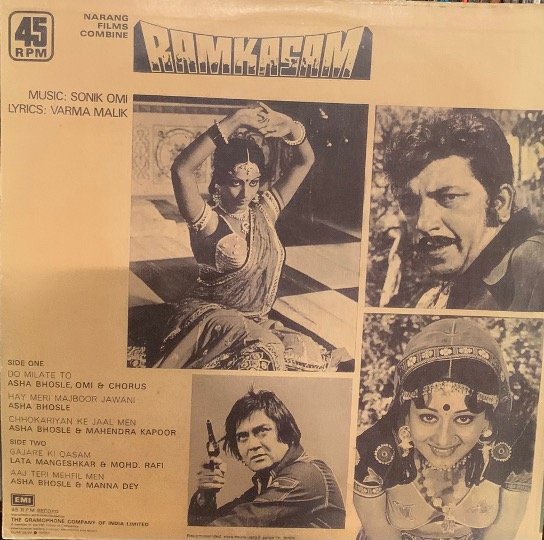 45
RPM
NARANG
FILMS
COMBINE
RAMKASAM
MUSIC: SONIK OMI
LYRICS: VARMA MALIK
SIDE ONE
DO MILATE TO
ASHA BHOSLE, OMI & CHORUS
HAY MERI MAJBOOR JAWANI
ASHA BHOSLE
CHHOKARIYAN KE JAAL MEN
ASHA BHOSLE & MAHENDRA KAPOOR
SIDE TWO
GAJARE KI QASAM
LATA MANGESHKAR & MOHD. RAFI
AAJ TERI MEHFIL MEN
ASHA BHOSLE & MANNA DEY
EMI
45 R.P.M. RECORD
THE GRAMOPHONE COMPANY OF INDIA LIMITED